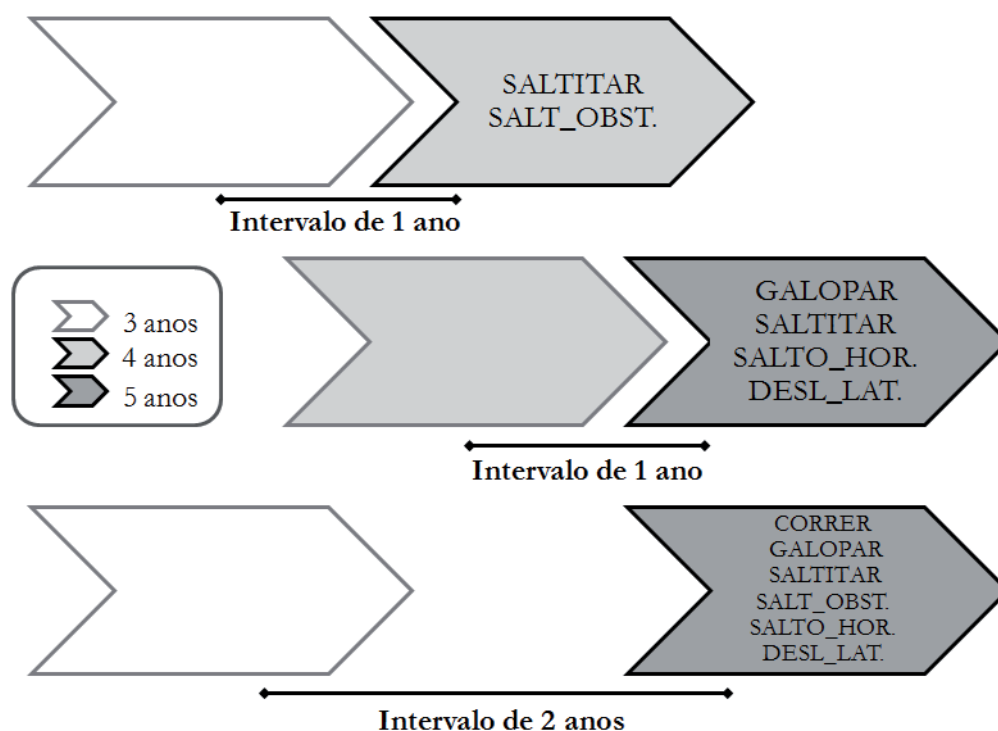 SALTITAR
SALT_OBST.
Intervalo de 1 ano
3 anos
4 anos
5 anos
GALOPAR
SALTITAR
SALTO_HOR.
DESL_LAT.
Intervalo de 1 ano
CORRER
GALOPAR
SALTITAR
SALT_OBST.
SALTO_HOR.
DESL_LAT.
Intervalo de 2 anos